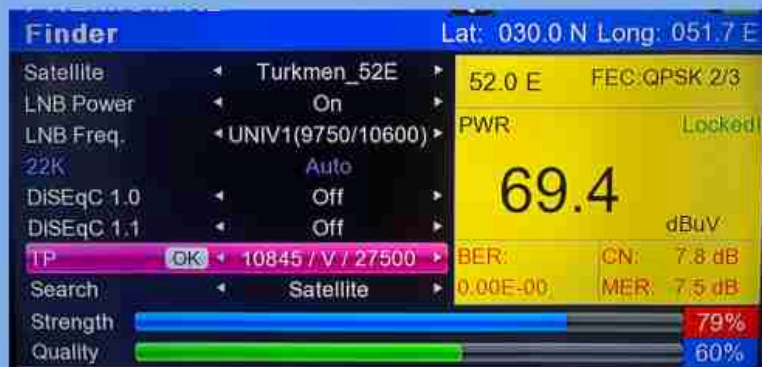 Finder
Lat: 030.0 N Long: 051.7 E
Satellite Turkmen_52E
LNB Power On
LNB Freq. UNIV1(9750/10600)
22K Auto
DiSEqC 1.0 Off
DiSEqC 1.1 Off
TP OK 10845 / V / 27500
Search Satellite
52.0 E FEC:QPSK 2/3
PWR Locked!
69.4
dBuV
BER: CN: 7.8 dB
0.00E-00 MER: 7.5 dB
Strength 79%
Quality 60%